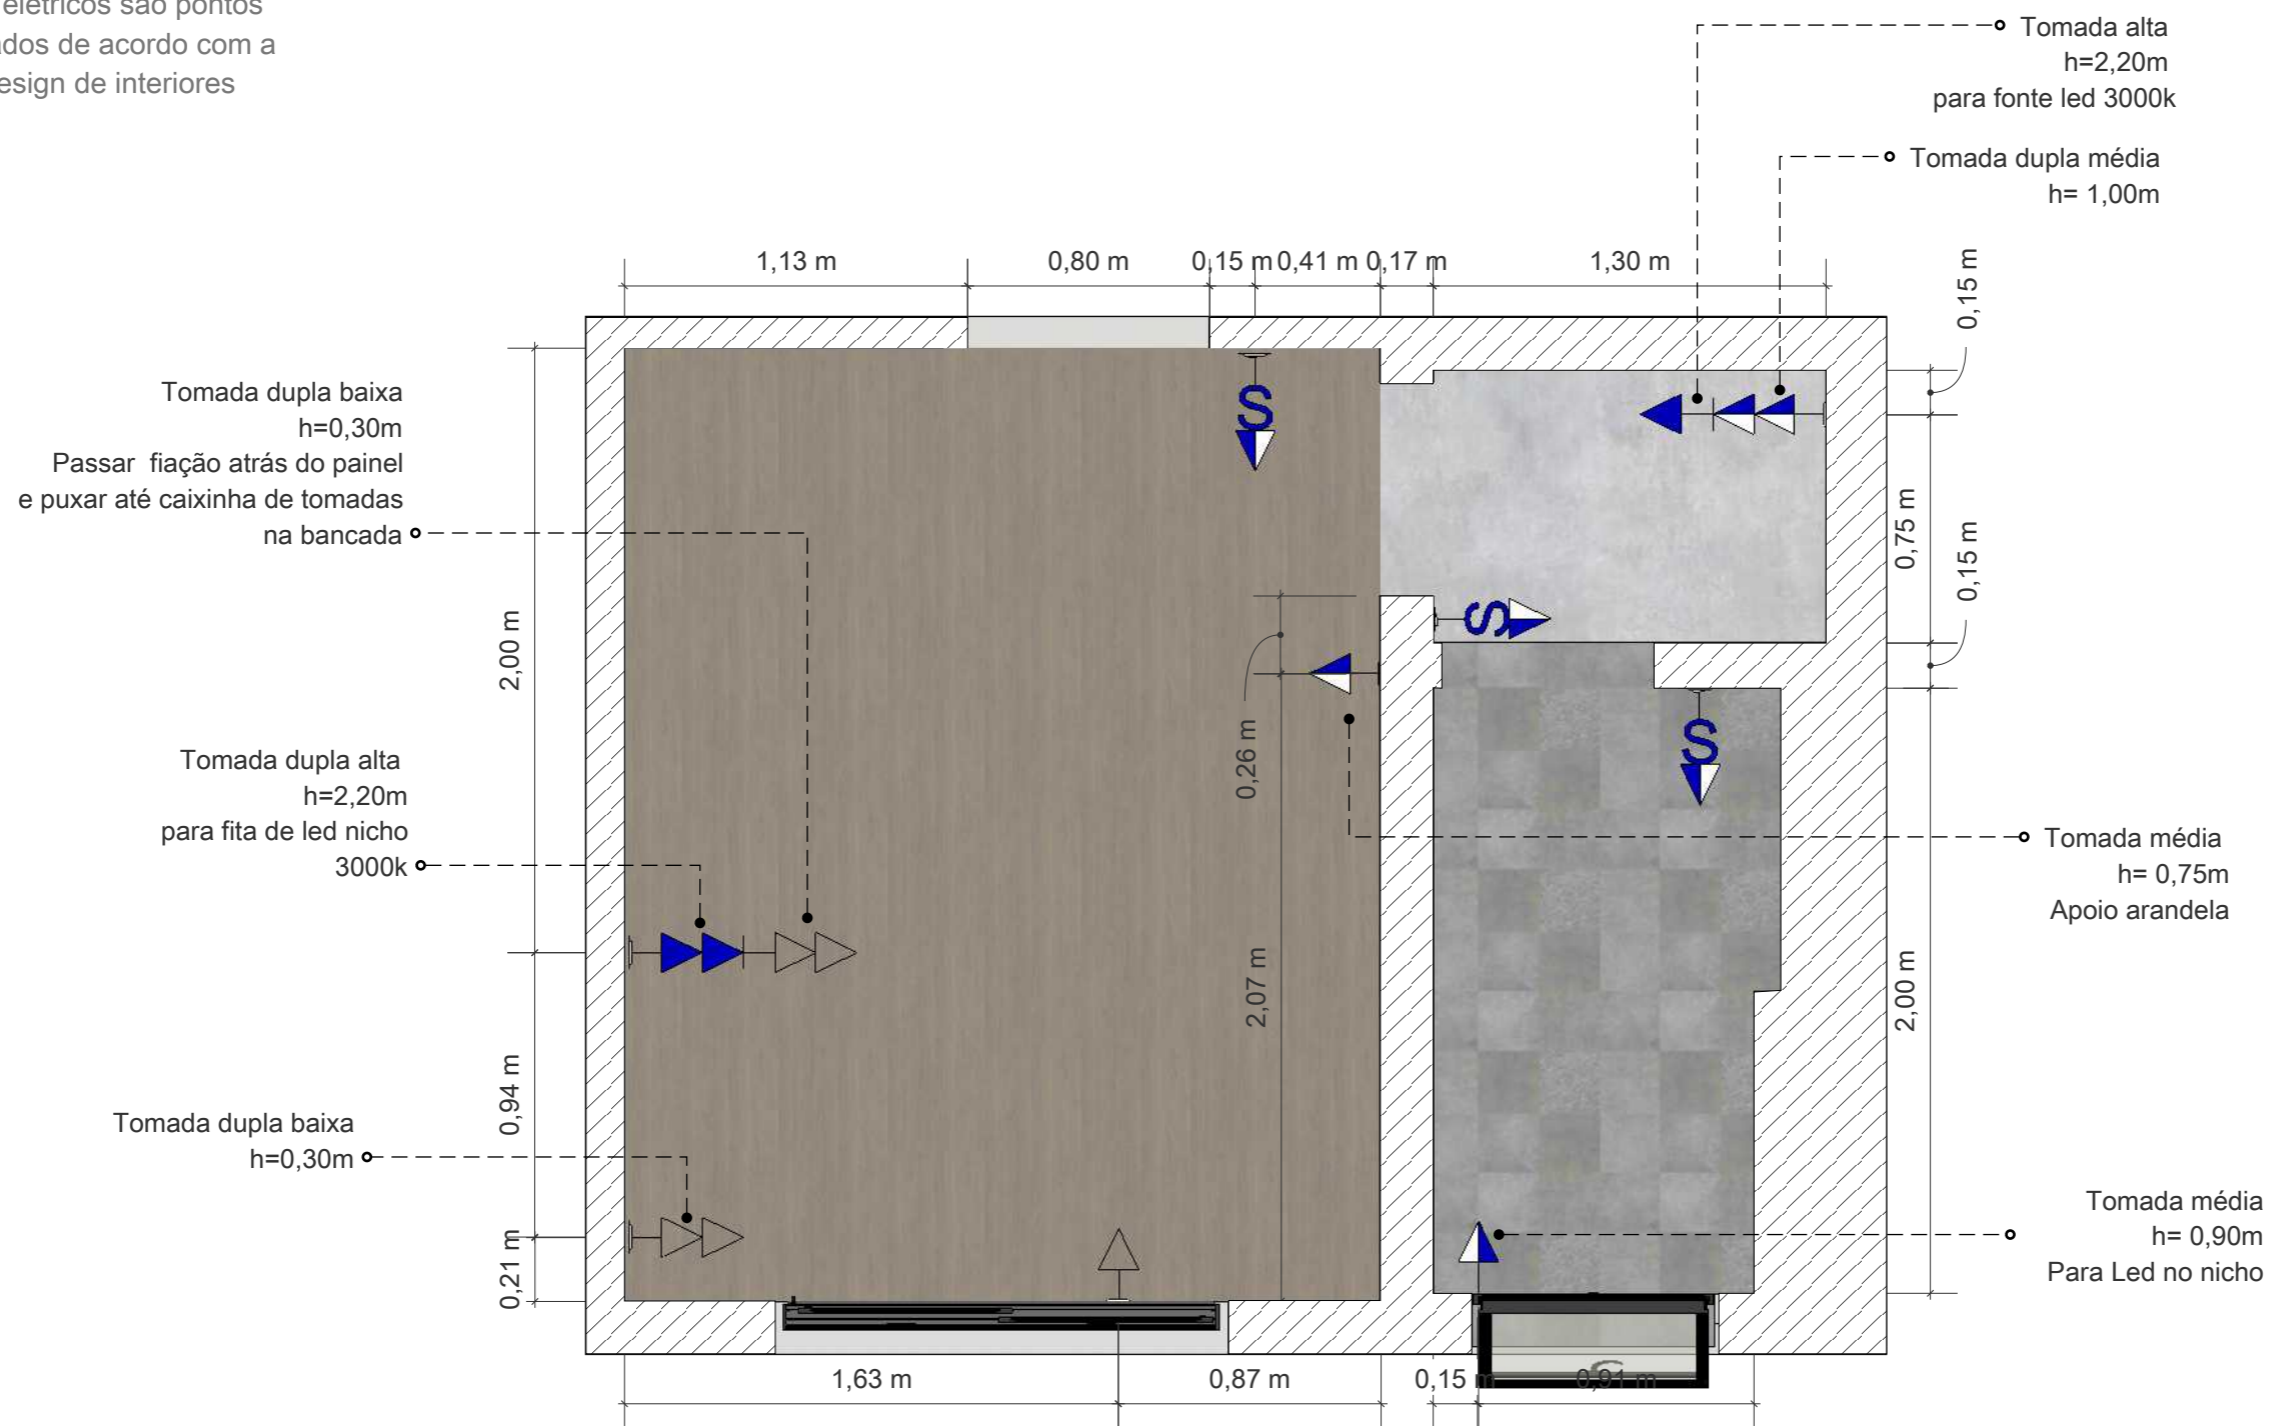 elétricos são pontos
ados de acordo com a
esign de interiores
Tomada alta
h=2,20m
para fonte led 3000k
Tomada dupla média
h= 1,00m
1,13 m
0,80 m
0,15 m
0,41 m
0,17 m
1,30 m
0,15 m
Tomada dupla baixa
h=0,30m
Passar fiação atrás do painel
e puxar até caixinha de tomadas
na bancada
S
0,75 m
0,15 m
S
2,00 m
0,26 m
S
Tomada dupla alta
h=2,20m
para fita de led nicho
3000k
Tomada média
h= 0,75m
Apoio arandela
2,07 m
2,00 m
0,94 m
Tomada dupla baixa
h=0,30m
0,21 m
Tomada média
h= 0,90m
Para Led no nicho
1,63 m
0,87 m
0,15 m
0,91 m